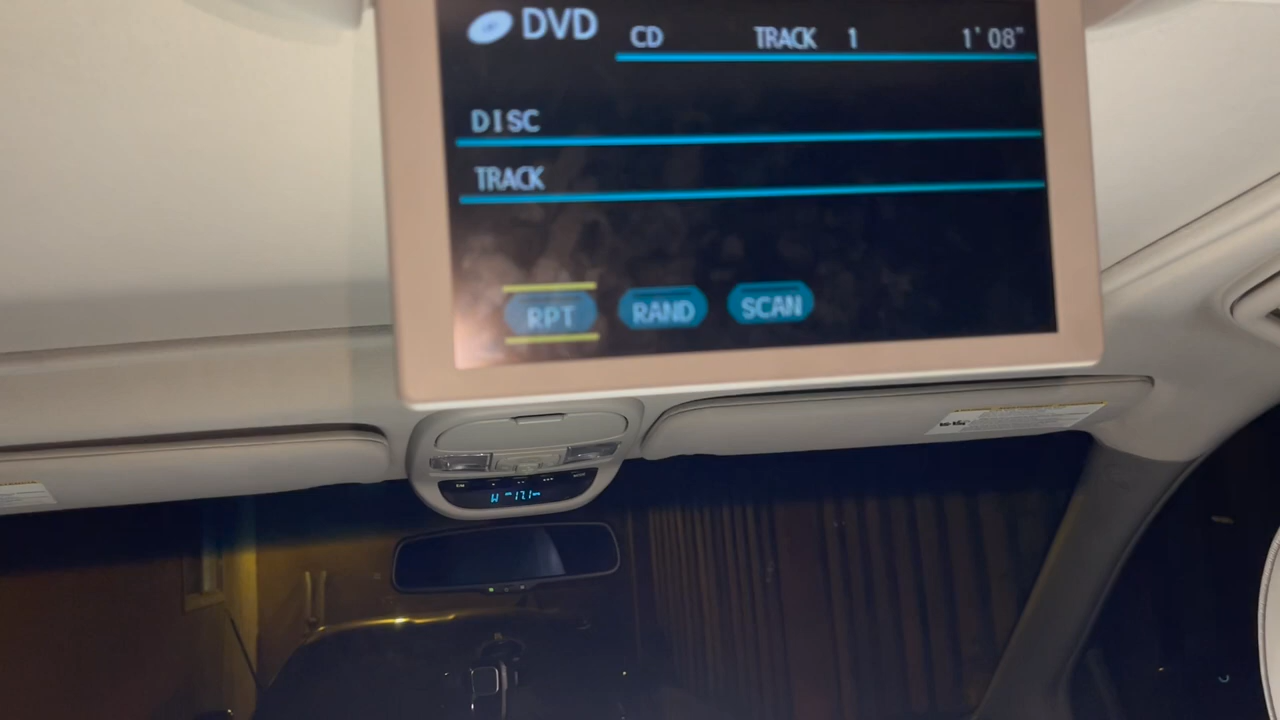 DVD
CD TRACK 1 1'08"
DISC
TRACK
RPT RAND SCAN